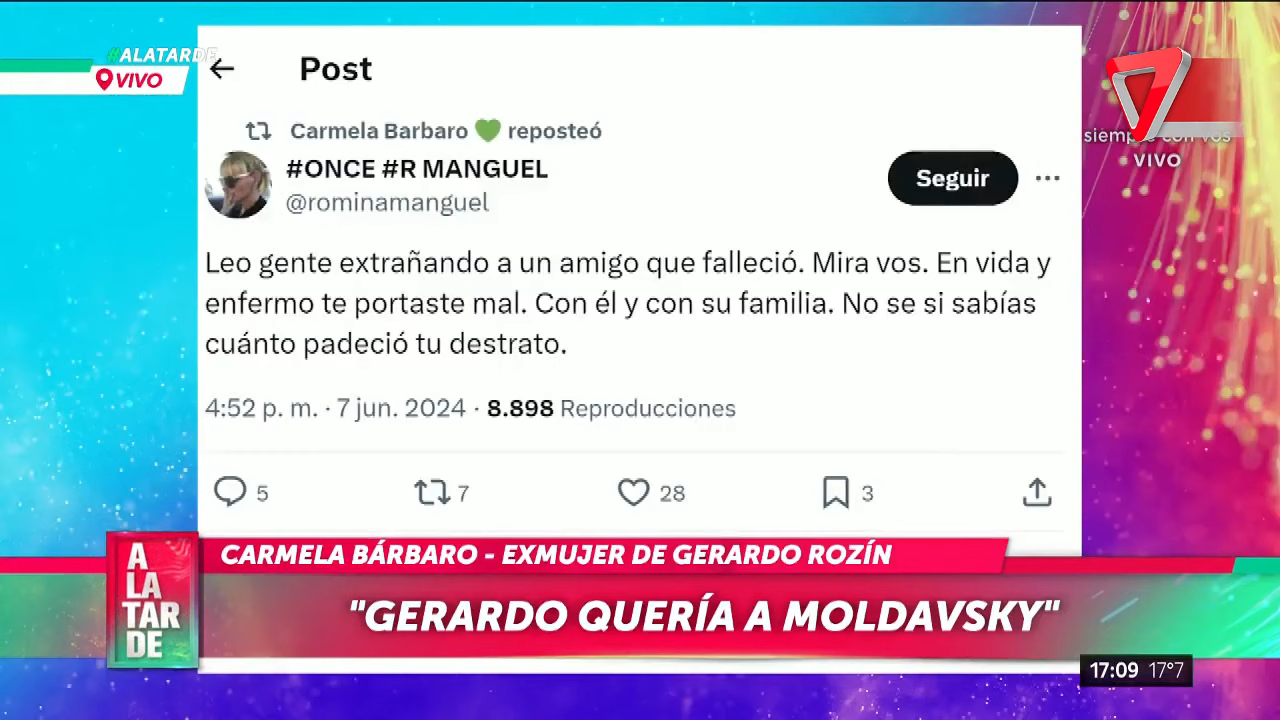 #ALATARDE
VIVO
Post
Carmela Barbaro 💚 reposteó
#ONCE #R MANGUEL
@rominamanguel
Seguir
siempre con vos
VIVO
Leo gente extrañando a un amigo que falleció. Mira vos. En vida y
enfermo te portaste mal. Con él y con su familia. No se si sabías
cuánto padeció tu destrato.
4:52 p. m. · 7 jun. 2024 · 8.898 Reproducciones
5
7
28
3
A
LA
TAR
DE
CARMELA BÁRBARO - EXMUJER DE GERARDO ROZÍN
"GERARDO QUERÍA A MOLDAVSKY"
17:09 17°7